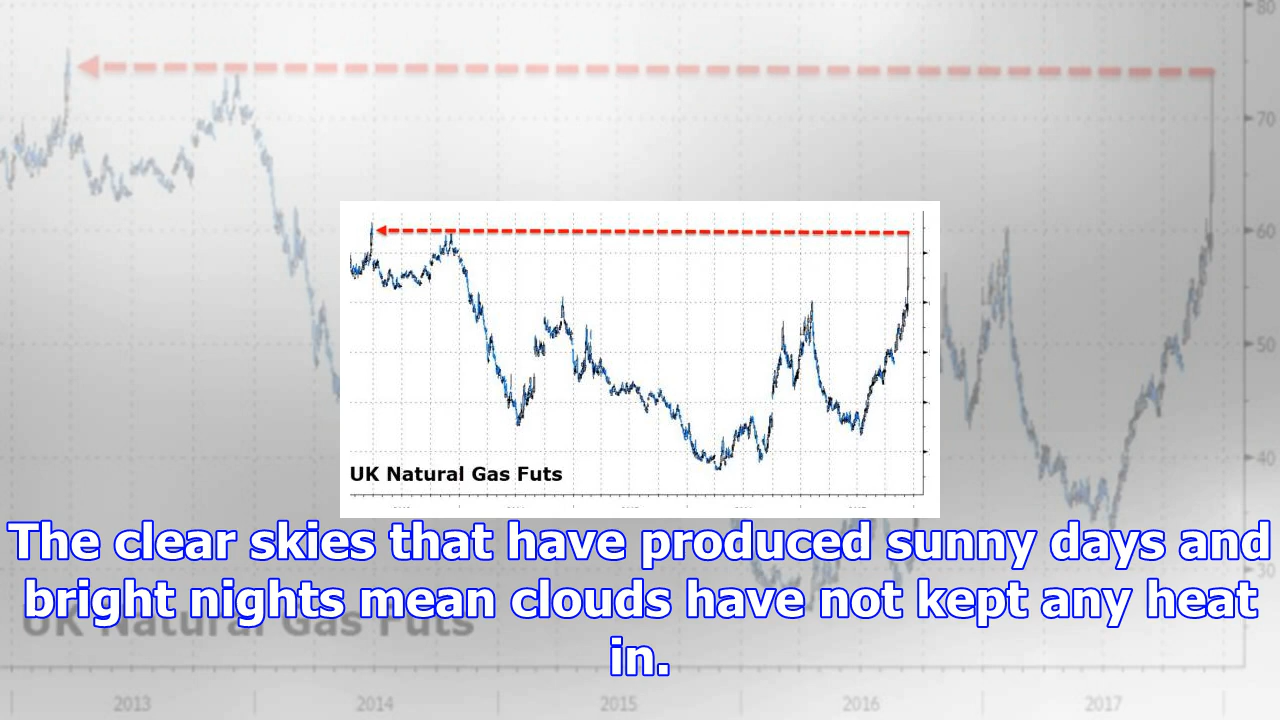 80
70
60
50
40
30
UK Natural Gas Futs
The clear skies that have produced sunny days and
bright nights mean clouds have not kept any heat
in.
UK Natural Gas Futs
2013 2014 2015 2016 2017